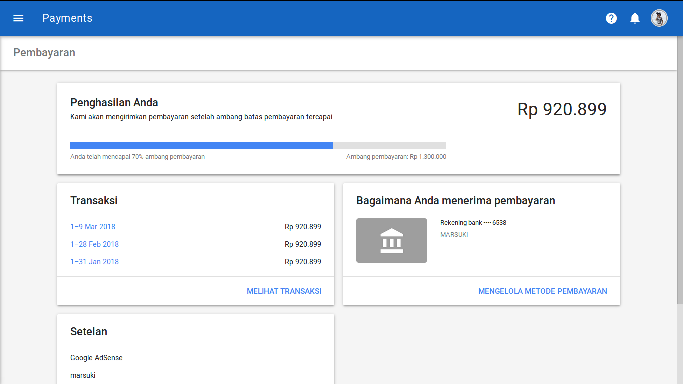 Payments
Pembayaran
Penghasilan Anda
Kami akan mengirimkan pembayaran setelah ambang batas pembayaran tercapai
Rp 920.899
Anda telah mencapai 70% ambang pembayaran
Ambang pembayaran: Rp 1.300.000
Transaksi
1–9 Mar 2018 Rp 920.899
1–28 Feb 2018 Rp 920.899
1–31 Jan 2018 Rp 920.899
MELIHAT TRANSAKSI
Bagaimana Anda menerima pembayaran
Rekening bank •••• 6538
MARSUKI
MENGELOLA METODE PEMBAYARAN
Setelan
Google AdSense
marsuki